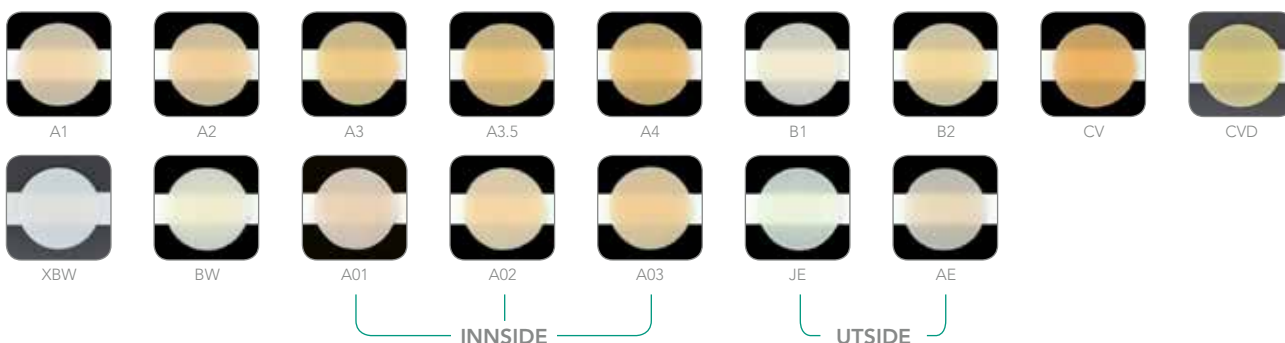 A1 A2 A3 A3.5 A4 B1 B2 CV CVD
XBW BW A01 A02 A03 JE AE
INNSIDE UTSIDE